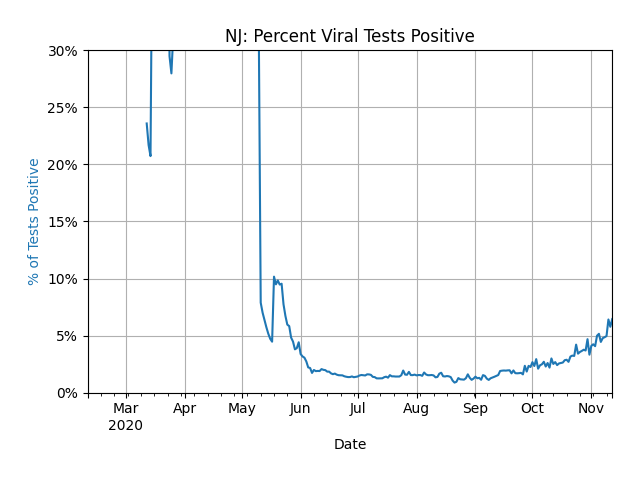 NJ: Percent Viral Tests Positive
30%
25%
20%
15%
10%
5%
0%
% of Tests Positive
Mar Apr May Jun Jul Aug Sep Oct Nov
2020
Date